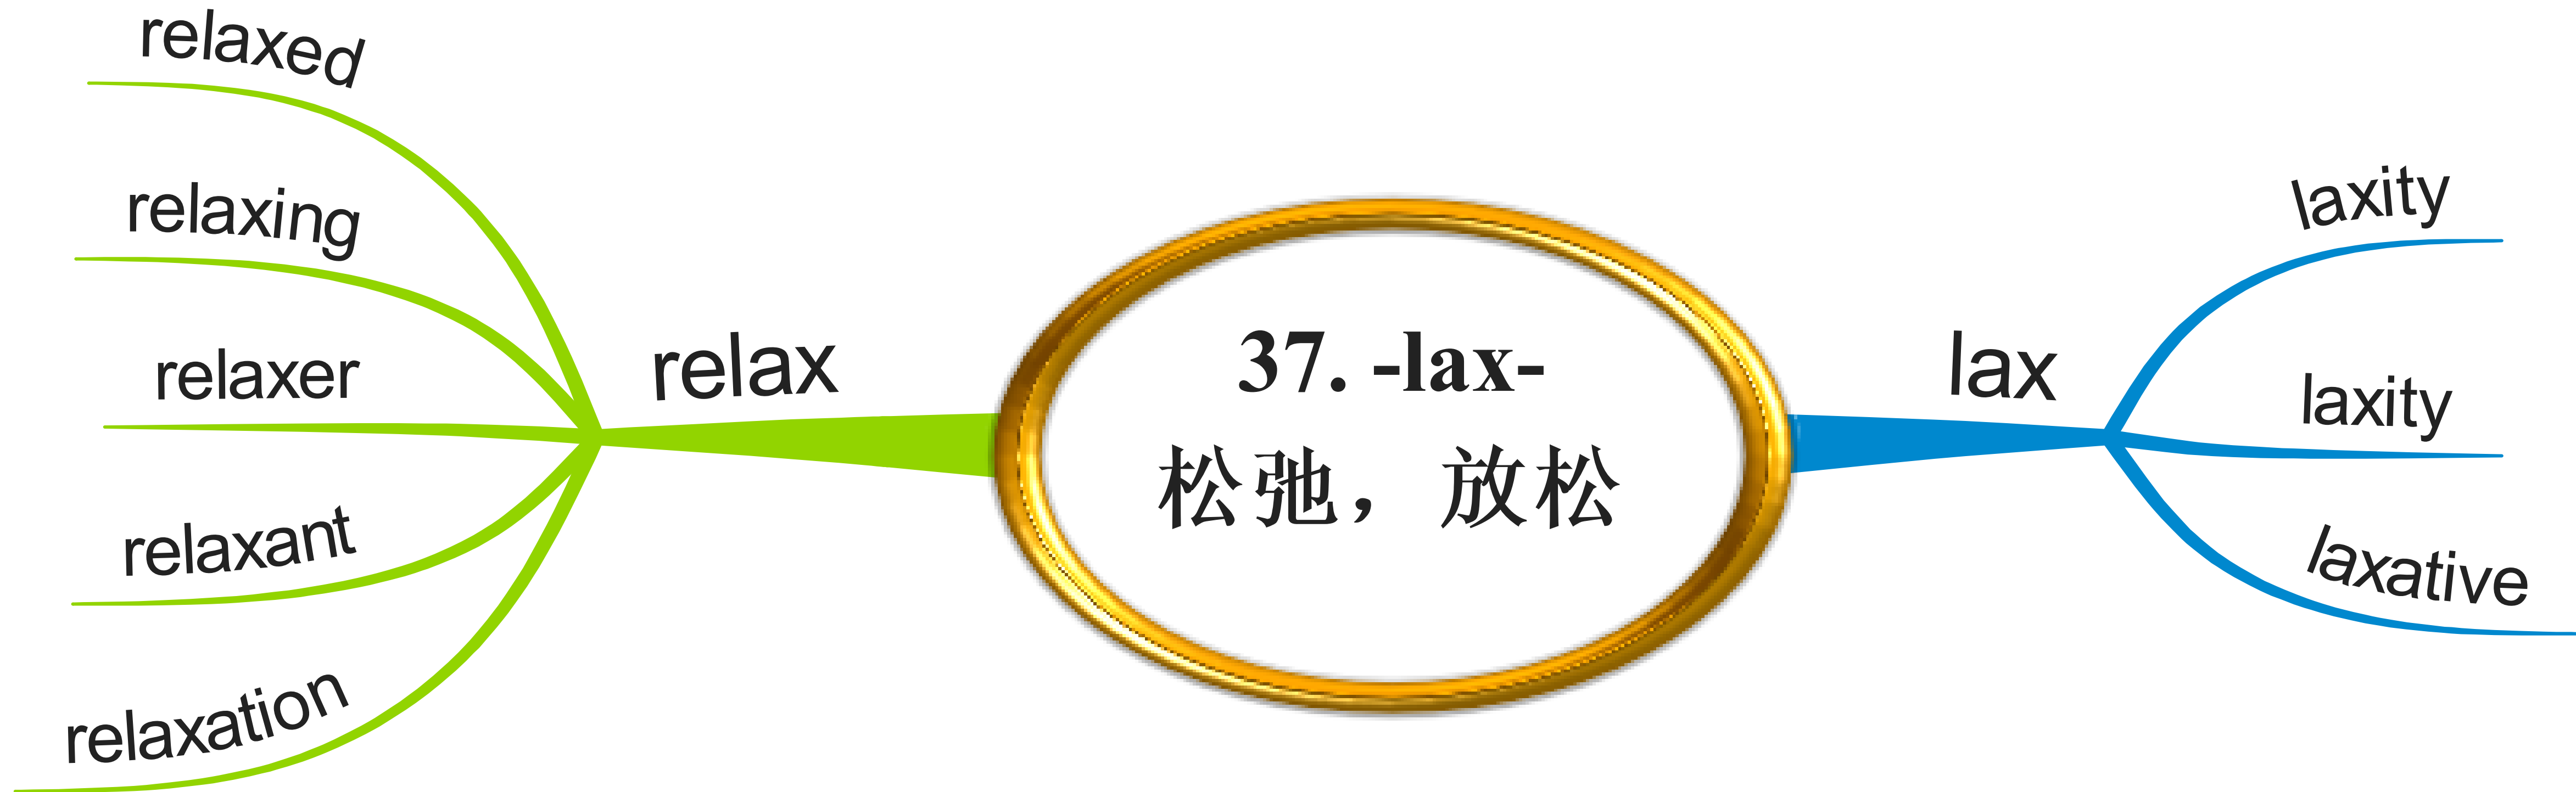 relaxed
relaxing
relaxer
relaxant
relaxation
relax
37. -lax-
松弛，放松
lax
laxity
laxity
laxative